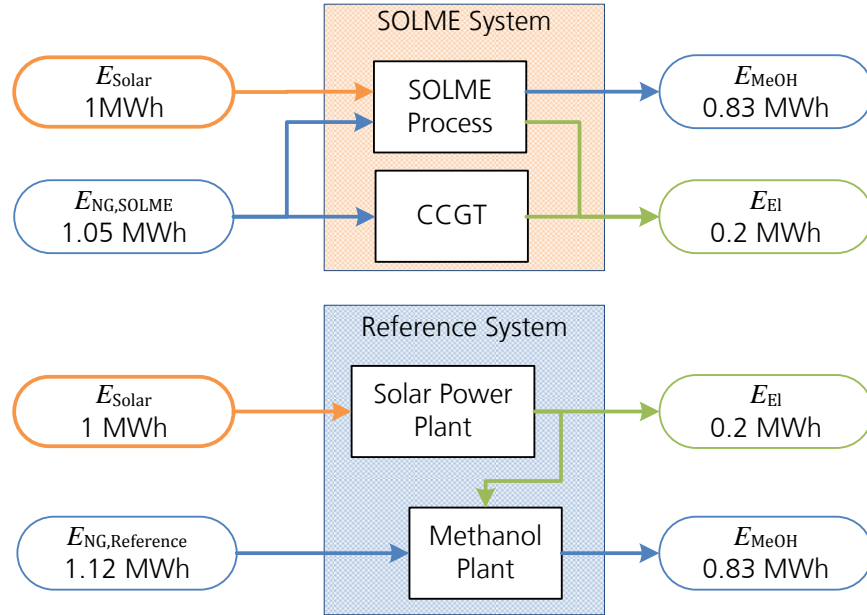 SOLME System
E_Solar
1MWh
SOLME
Process
E_MeOH
0.83 MWh
E_NG,SOLME
1.05 MWh
CCGT
E_El
0.2 MWh
Reference System
E_Solar
1 MWh
Solar Power
Plant
E_El
0.2 MWh
E_NG,Reference
1.12 MWh
Methanol
Plant
E_MeOH
0.83 MWh